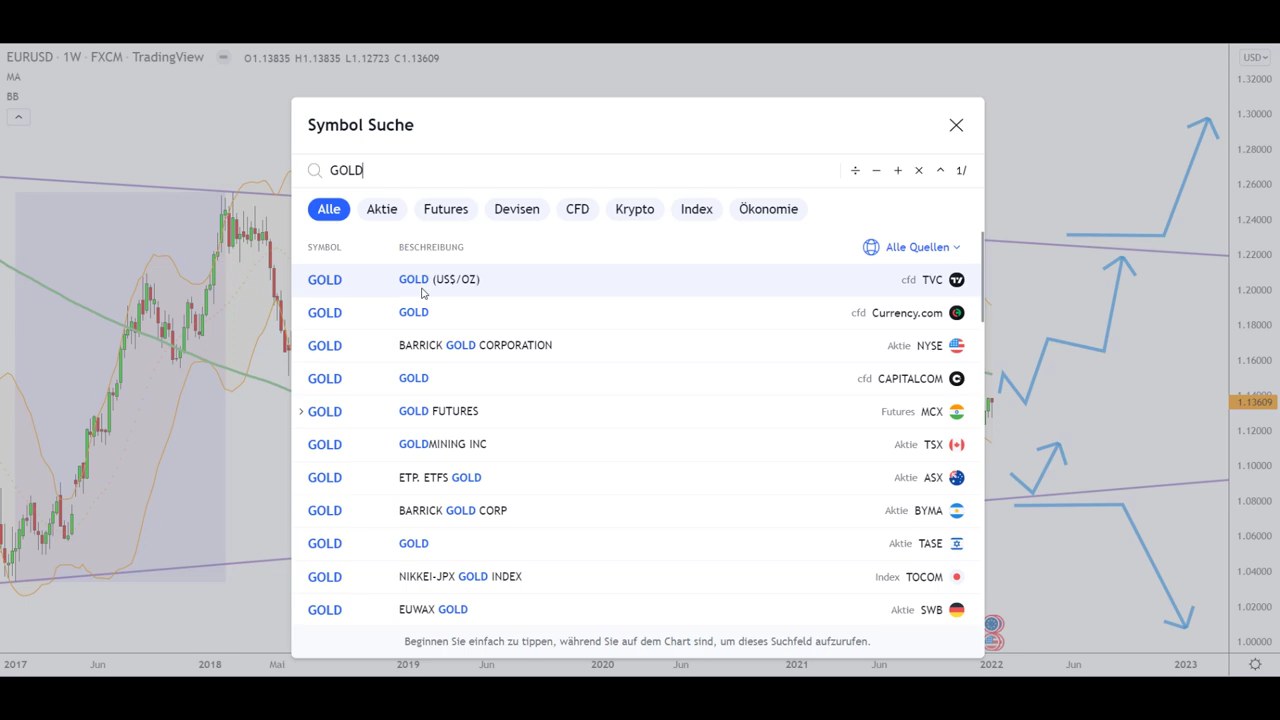 EURUSD · 1W · FXCM · TradingView O1.13835 H1.13835 L1.12723 C1.13609
MA
BB
USD
1.32000
1.30000
1.28000
1.26000
1.24000
1.22000
1.20000
1.18000
1.16000
1.13609
1.12000
1.10000
1.08000
1.06000
1.04000
1.02000
1.00000
Symbol Suche
GOLD ÷ − + × 1/
Alle Aktie Futures Devisen CFD Krypto Index Ökonomie
SYMBOL BESCHREIBUNG Alle Quellen
GOLD GOLD (US$/OZ) cfd TVC
GOLD GOLD cfd Currency.com
GOLD BARRICK GOLD CORPORATION Aktie NYSE
GOLD GOLD cfd CAPITALCOM
GOLD GOLD FUTURES Futures MCX
GOLD GOLDMINING INC Aktie TSX
GOLD ETP. ETFS GOLD Aktie ASX
GOLD BARRICK GOLD CORP Aktie BYMA
GOLD GOLD Aktie TASE
GOLD NIKKEI-JPX GOLD INDEX Index TOCOM
GOLD EUWAX GOLD Aktie SWB
Beginnen Sie einfach zu tippen, während Sie auf dem Chart sind, um dieses Suchfeld aufzurufen.
2017 Jun 2018 Mai 2019 Jun 2020 Jun 2021 Jun 2022 Jun 2023